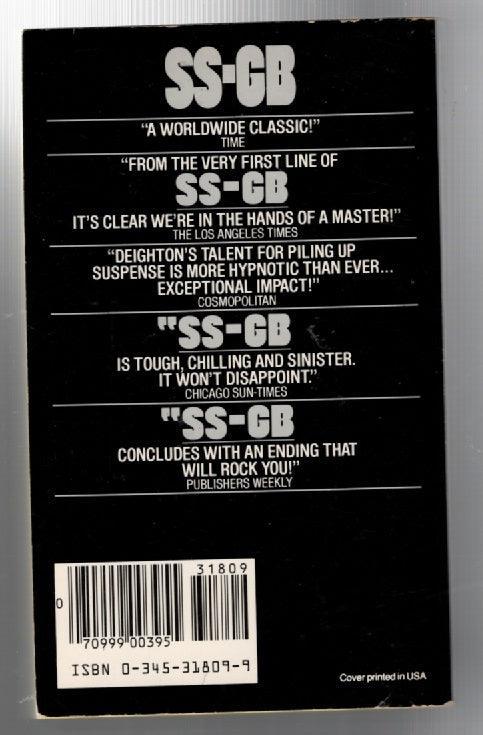 SS-GB
"A WORLDWIDE CLASSIC!"
TIME
"FROM THE VERY FIRST LINE OF
SS-GB
IT'S CLEAR WE'RE IN THE HANDS OF A MASTER!"
THE LOS ANGELES TIMES
"DEIGHTON'S TALENT FOR PILING UP
SUSPENSE IS MORE HYPNOTIC THAN EVER...
EXCEPTIONAL IMPACT!"
COSMOPOLITAN
"SS-GB
IS TOUGH, CHILLING AND SINISTER.
IT WON'T DISAPPOINT."
CHICAGO SUN-TIMES
"SS-GB
CONCLUDES WITH AN ENDING THAT
WILL ROCK YOU!"
PUBLISHERS WEEKLY
31809
0
70999 00395
ISBN 0-345-31809-9
Cover printed in USA